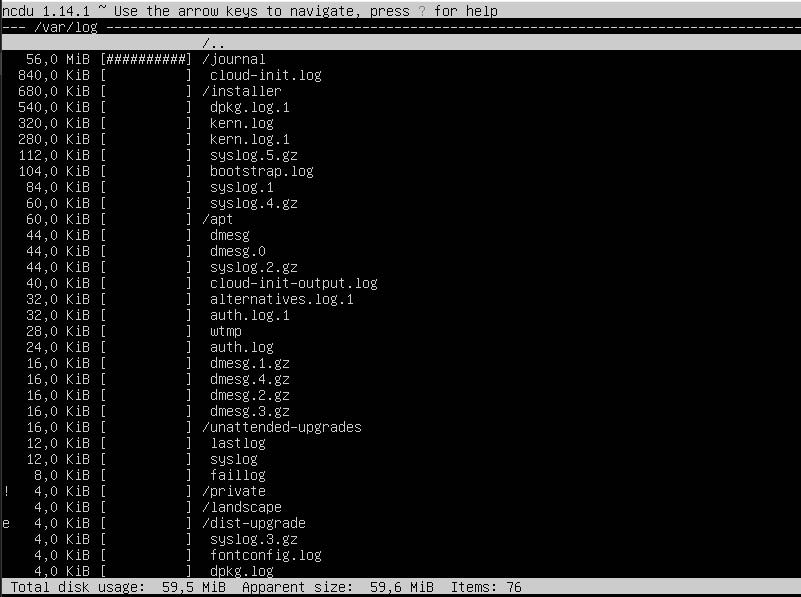 ncdu 1.14.1 ~ Use the arrow keys to navigate, press ? for help
--- /var/log ----------------------------------------------------------------------------------------
/..
56,0 MiB [##########] /journal
840,0 KiB [          ]  cloud-init.log
680,0 KiB [          ] /installer
540,0 KiB [          ]  dpkg.log.1
320,0 KiB [          ]  kern.log
280,0 KiB [          ]  kern.log.1
112,0 KiB [          ]  syslog.5.gz
104,0 KiB [          ]  bootstrap.log
84,0 KiB [          ]  syslog.1
60,0 KiB [          ]  syslog.4.gz
60,0 KiB [          ] /apt
44,0 KiB [          ]  dmesg
44,0 KiB [          ]  dmesg.0
44,0 KiB [          ]  syslog.2.gz
40,0 KiB [          ]  cloud-init-output.log
32,0 KiB [          ]  alternatives.log.1
32,0 KiB [          ]  auth.log.1
28,0 KiB [          ]  wtmp
24,0 KiB [          ]  auth.log
16,0 KiB [          ]  dmesg.1.gz
16,0 KiB [          ]  dmesg.4.gz
16,0 KiB [          ]  dmesg.2.gz
16,0 KiB [          ]  dmesg.3.gz
16,0 KiB [          ] /unattended-upgrades
12,0 KiB [          ]  lastlog
12,0 KiB [          ]  syslog
8,0 KiB [          ]  faillog
! 4,0 KiB [          ] /private
4,0 KiB [          ] /landscape
e 4,0 KiB [          ] /dist-upgrade
4,0 KiB [          ]  syslog.3.gz
4,0 KiB [          ]  fontconfig.log
4,0 KiB [          ]  dpkg.log
Total disk usage:  59,5 MiB  Apparent size:  59,6 MiB  Items: 76